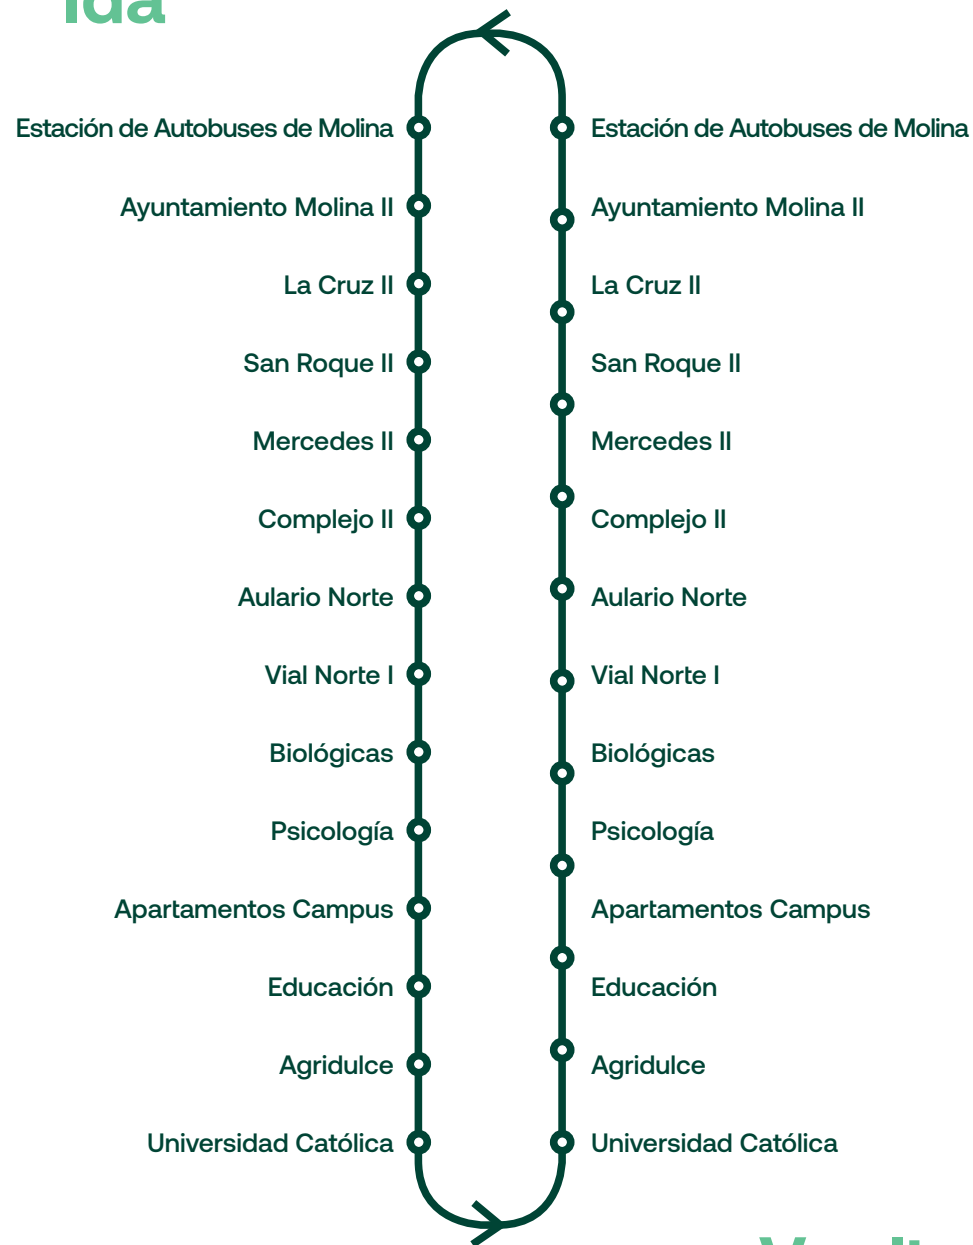 Ida
Estación de Autobuses de Molina
Ayuntamiento Molina II
La Cruz II
San Roque II
Mercedes II
Complejo II
Aulario Norte
Vial Norte I
Biológicas
Psicología
Apartamentos Campus
Educación
Agridulce
Universidad Católica
Estación de Autobuses de Molina
Ayuntamiento Molina II
La Cruz II
San Roque II
Mercedes II
Complejo II
Aulario Norte
Vial Norte I
Biológicas
Psicología
Apartamentos Campus
Educación
Agridulce
Universidad Católica